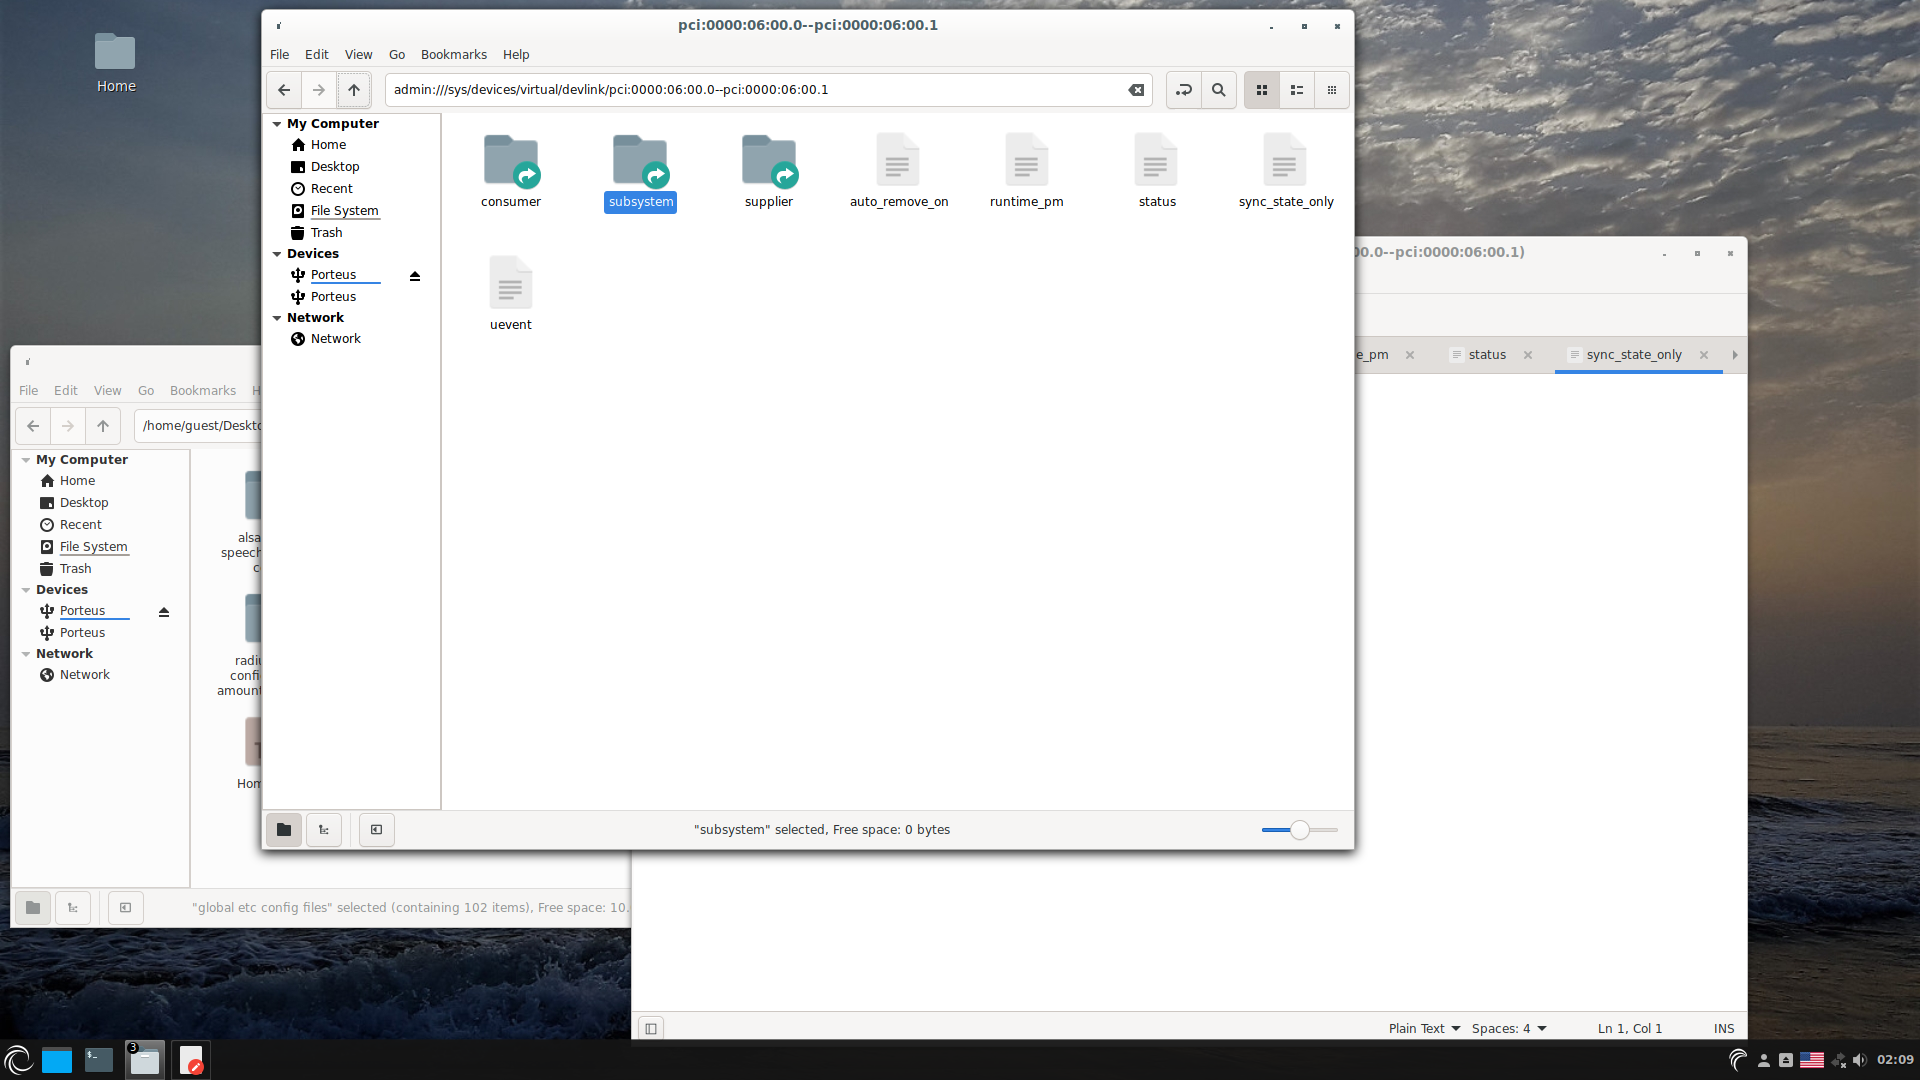 Home
pci:0000:06:00.0--pci:0000:06:00.1
File Edit View Go Bookmarks Help
admin:///sys/devices/virtual/devlink/pci:0000:06:00.0--pci:0000:06:00.1
My Computer
Home
Desktop
Recent
File System
Trash
Devices
Porteus
Porteus
Network
Network
consumer subsystem supplier auto_remove_on runtime_pm status sync_state_only
uevent
"subsystem" selected, Free space: 0 bytes
00.0--pci:0000:06:00.1)
e_pm status sync_state_only
Plain Text Spaces: 4 Ln 1, Col 1 INS
File Edit View Go Bookmarks H
/home/guest/Deskto
My Computer
Home
Desktop
Recent
File System
Trash
Devices
Porteus
Porteus
Network
Network
alsa
speech
c
radiu
confi
amount
Hom
"global etc config files" selected (containing 102 items), Free space: 10.
3
02:09